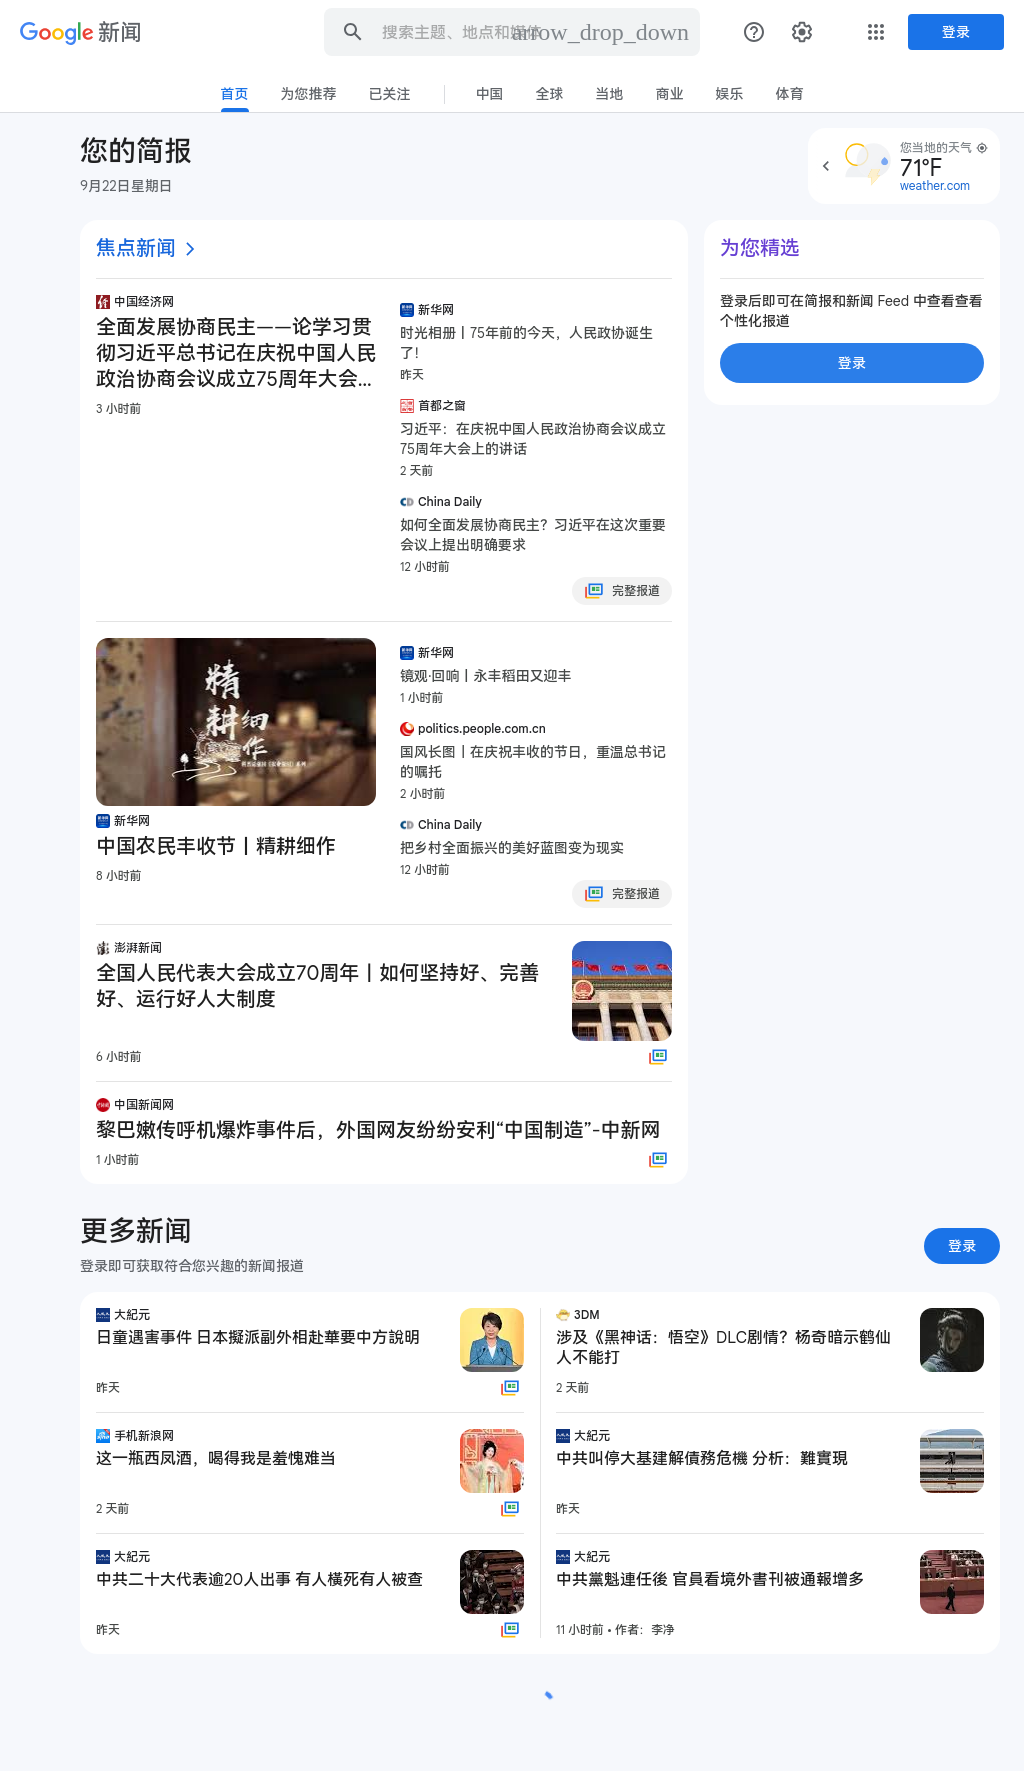 Google 新闻
搜索主题、地点和媒体
arrow_drop_down
登录
首页
为您推荐
已关注
中国
全球
当地
商业
娱乐
体育
您的简报
9月22日星期日
您当地的天气
71°F
weather.com
焦点新闻
中国经济网
全面发展协商民主——论学习贯
彻习近平总书记在庆祝中国人民
政治协商会议成立75周年大会...
3 小时前
新华网
时光相册丨75年前的今天，人民政协诞生
了！
昨天
首都之窗
习近平：在庆祝中国人民政治协商会议成立
75周年大会上的讲话
2 天前
China Daily
如何全面发展协商民主？习近平在这次重要
会议上提出明确要求
12 小时前
完整报道
为您精选
登录后即可在简报和新闻 Feed 中查看查看
个性化报道
登录
精耕细作
新华网
中国农民丰收节丨精耕细作
8 小时前
新华网
镜观·回响丨永丰稻田又迎丰
1 小时前
politics.people.com.cn
国风长图丨在庆祝丰收的节日，重温总书记
的嘱托
2 小时前
China Daily
把乡村全面振兴的美好蓝图变为现实
12 小时前
完整报道
澎湃新闻
全国人民代表大会成立70周年丨如何坚持好、完善
好、运行好人大制度
6 小时前
中国新闻网
黎巴嫩传呼机爆炸事件后，外国网友纷纷安利“中国制造”-中新网
1 小时前
更多新闻
登录即可获取符合您兴趣的新闻报道
登录
大紀元
日童遇害事件 日本擬派副外相赴華要中方說明
昨天
3DM
涉及《黑神话：悟空》DLC剧情？杨奇暗示鹤仙
人不能打
2 天前
手机新浪网
这一瓶西凤酒，喝得我是羞愧难当
2 天前
大紀元
中共叫停大基建解債務危機 分析：難實現
昨天
大紀元
中共二十大代表逾20人出事 有人橫死有人被查
昨天
大紀元
中共黨魁連任後 官員看境外書刊被通報增多
11 小时前 • 作者：李净